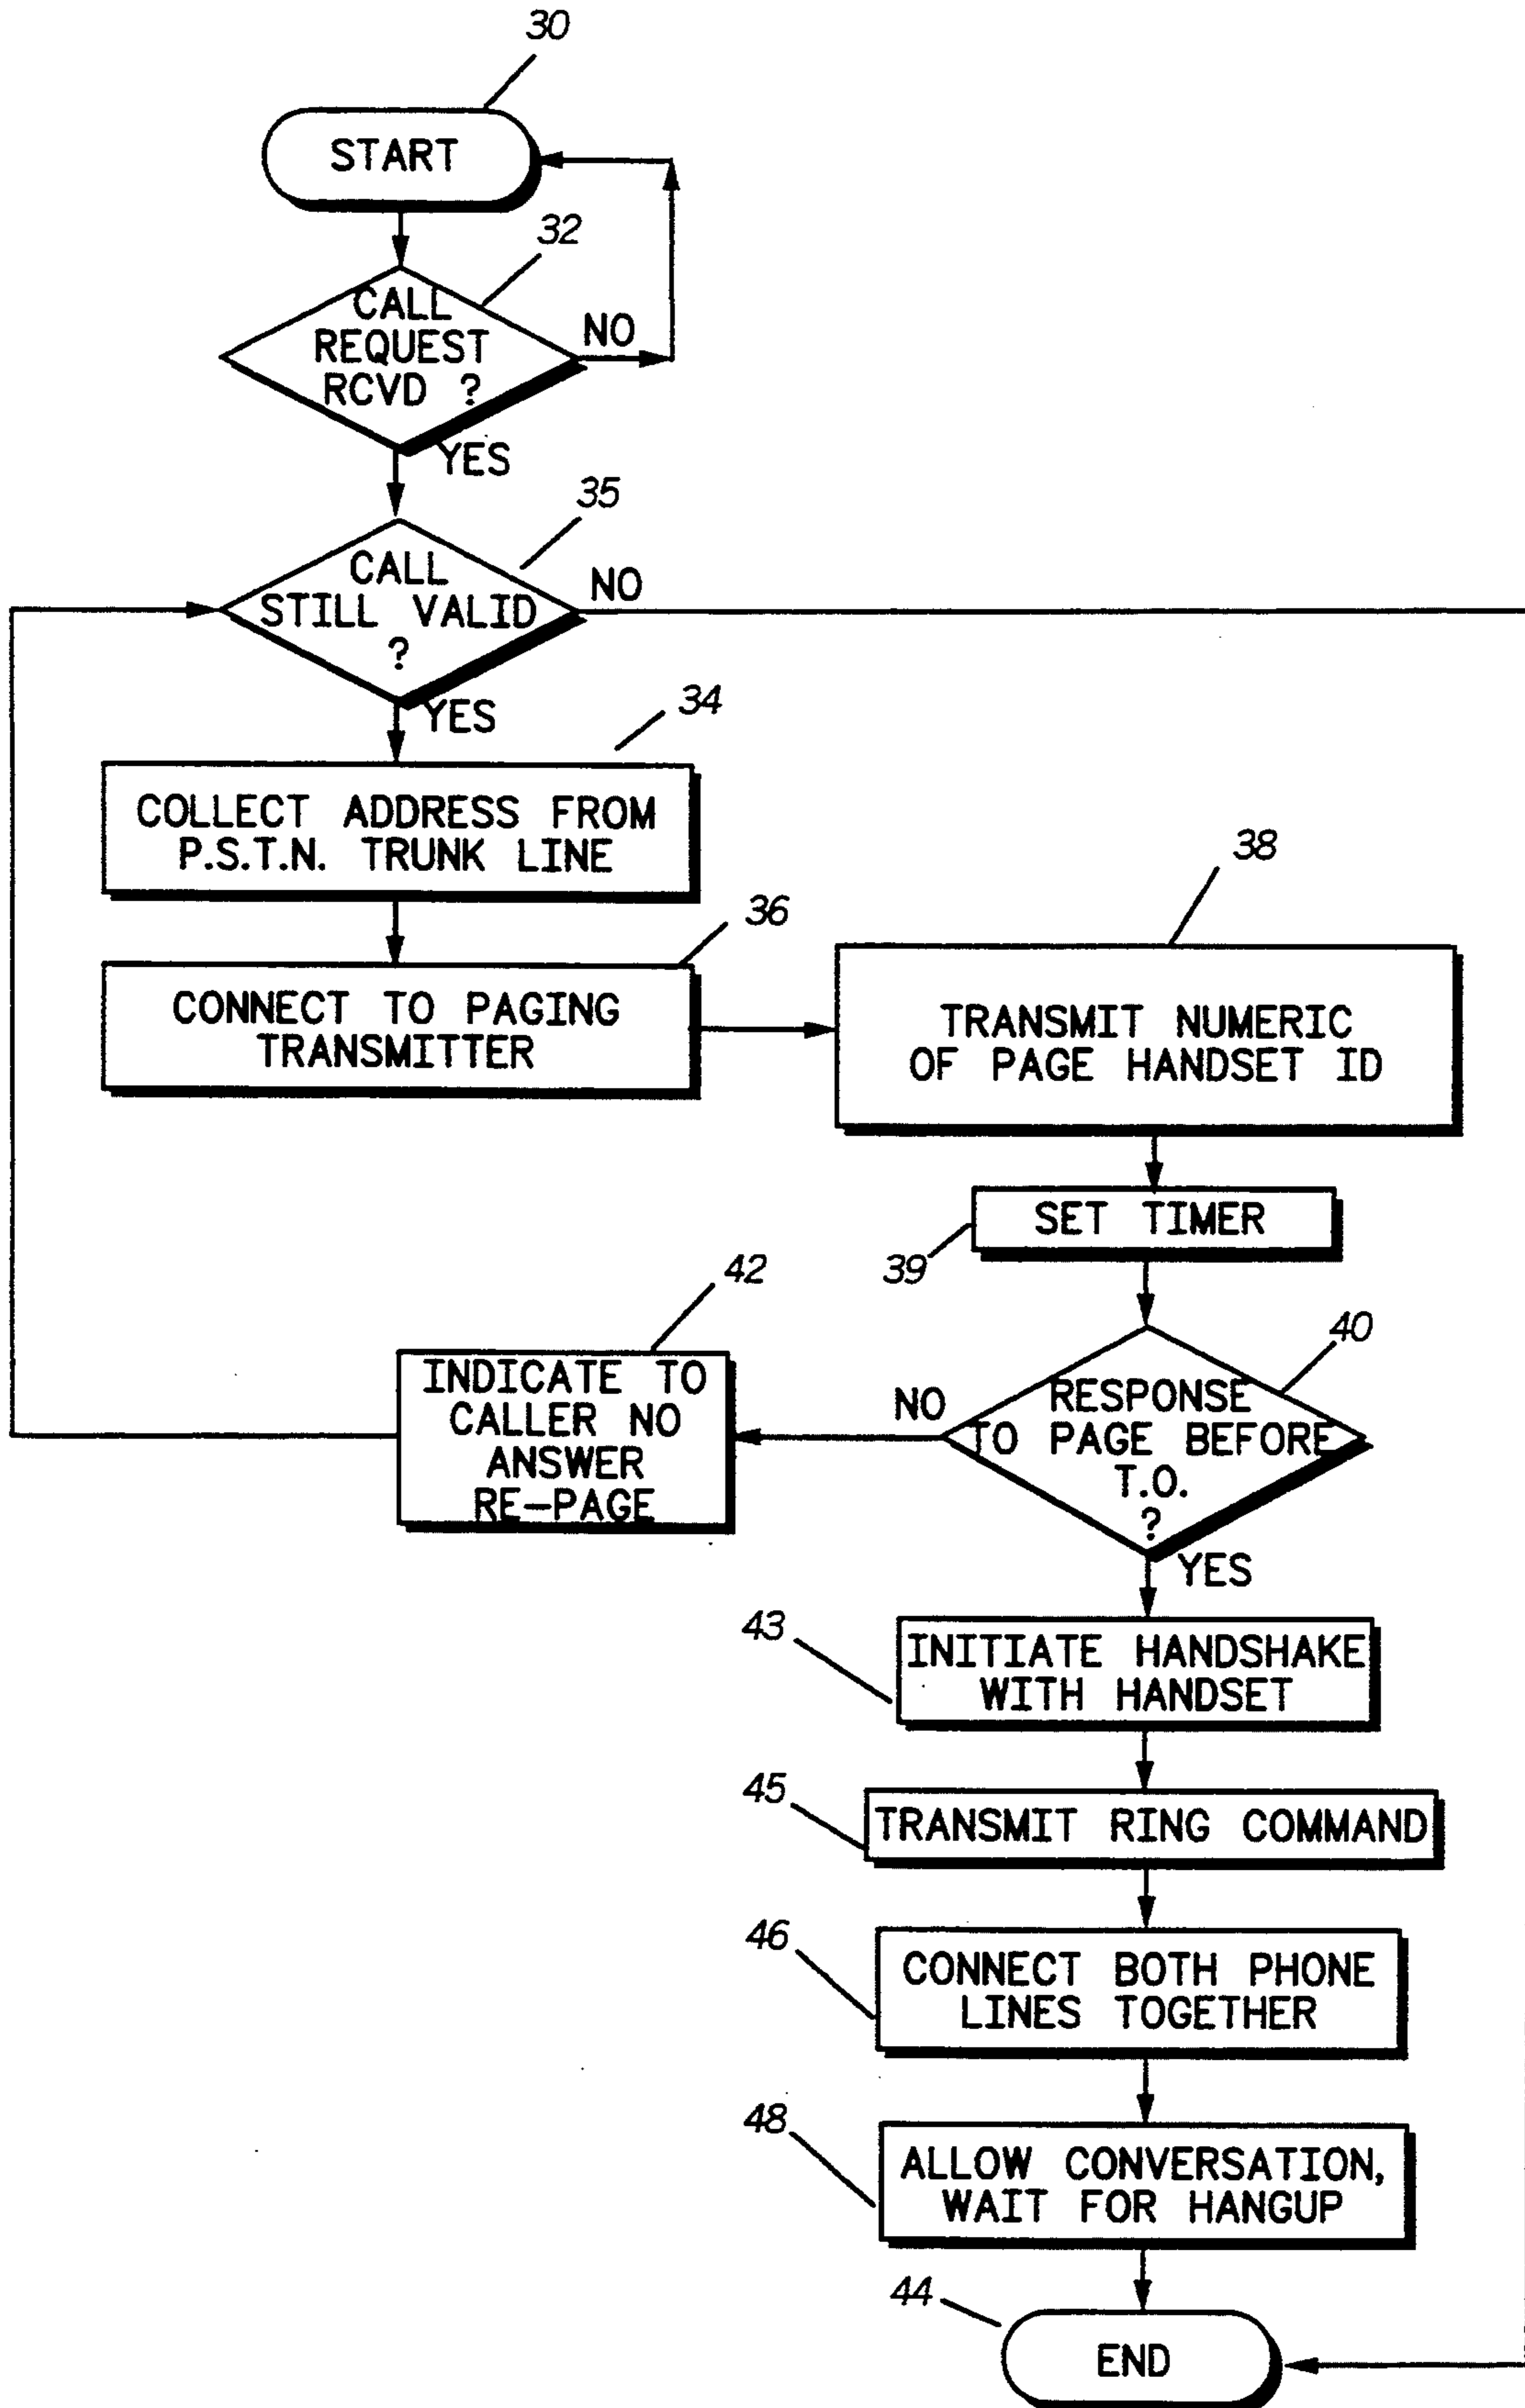 30
START
32
CALL
REQUEST
RCVD ?
NO
YES
35
CALL
STILL VALID
?
NO
YES
34
COLLECT ADDRESS FROM
P.S.T.N. TRUNK LINE
36
CONNECT TO PAGING
TRANSMITTER
38
TRANSMIT NUMERIC
OF PAGE HANDSET ID
SET TIMER
39
40
RESPONSE
TO PAGE BEFORE
T.O.
?
NO
YES
42
INDICATE TO
CALLER NO
ANSWER
RE-PAGE
43
INITIATE HANDSHAKE
WITH HANDSET
45
TRANSMIT RING COMMAND
46
CONNECT BOTH PHONE
LINES TOGETHER
48
ALLOW CONVERSATION,
WAIT FOR HANGUP
44
END